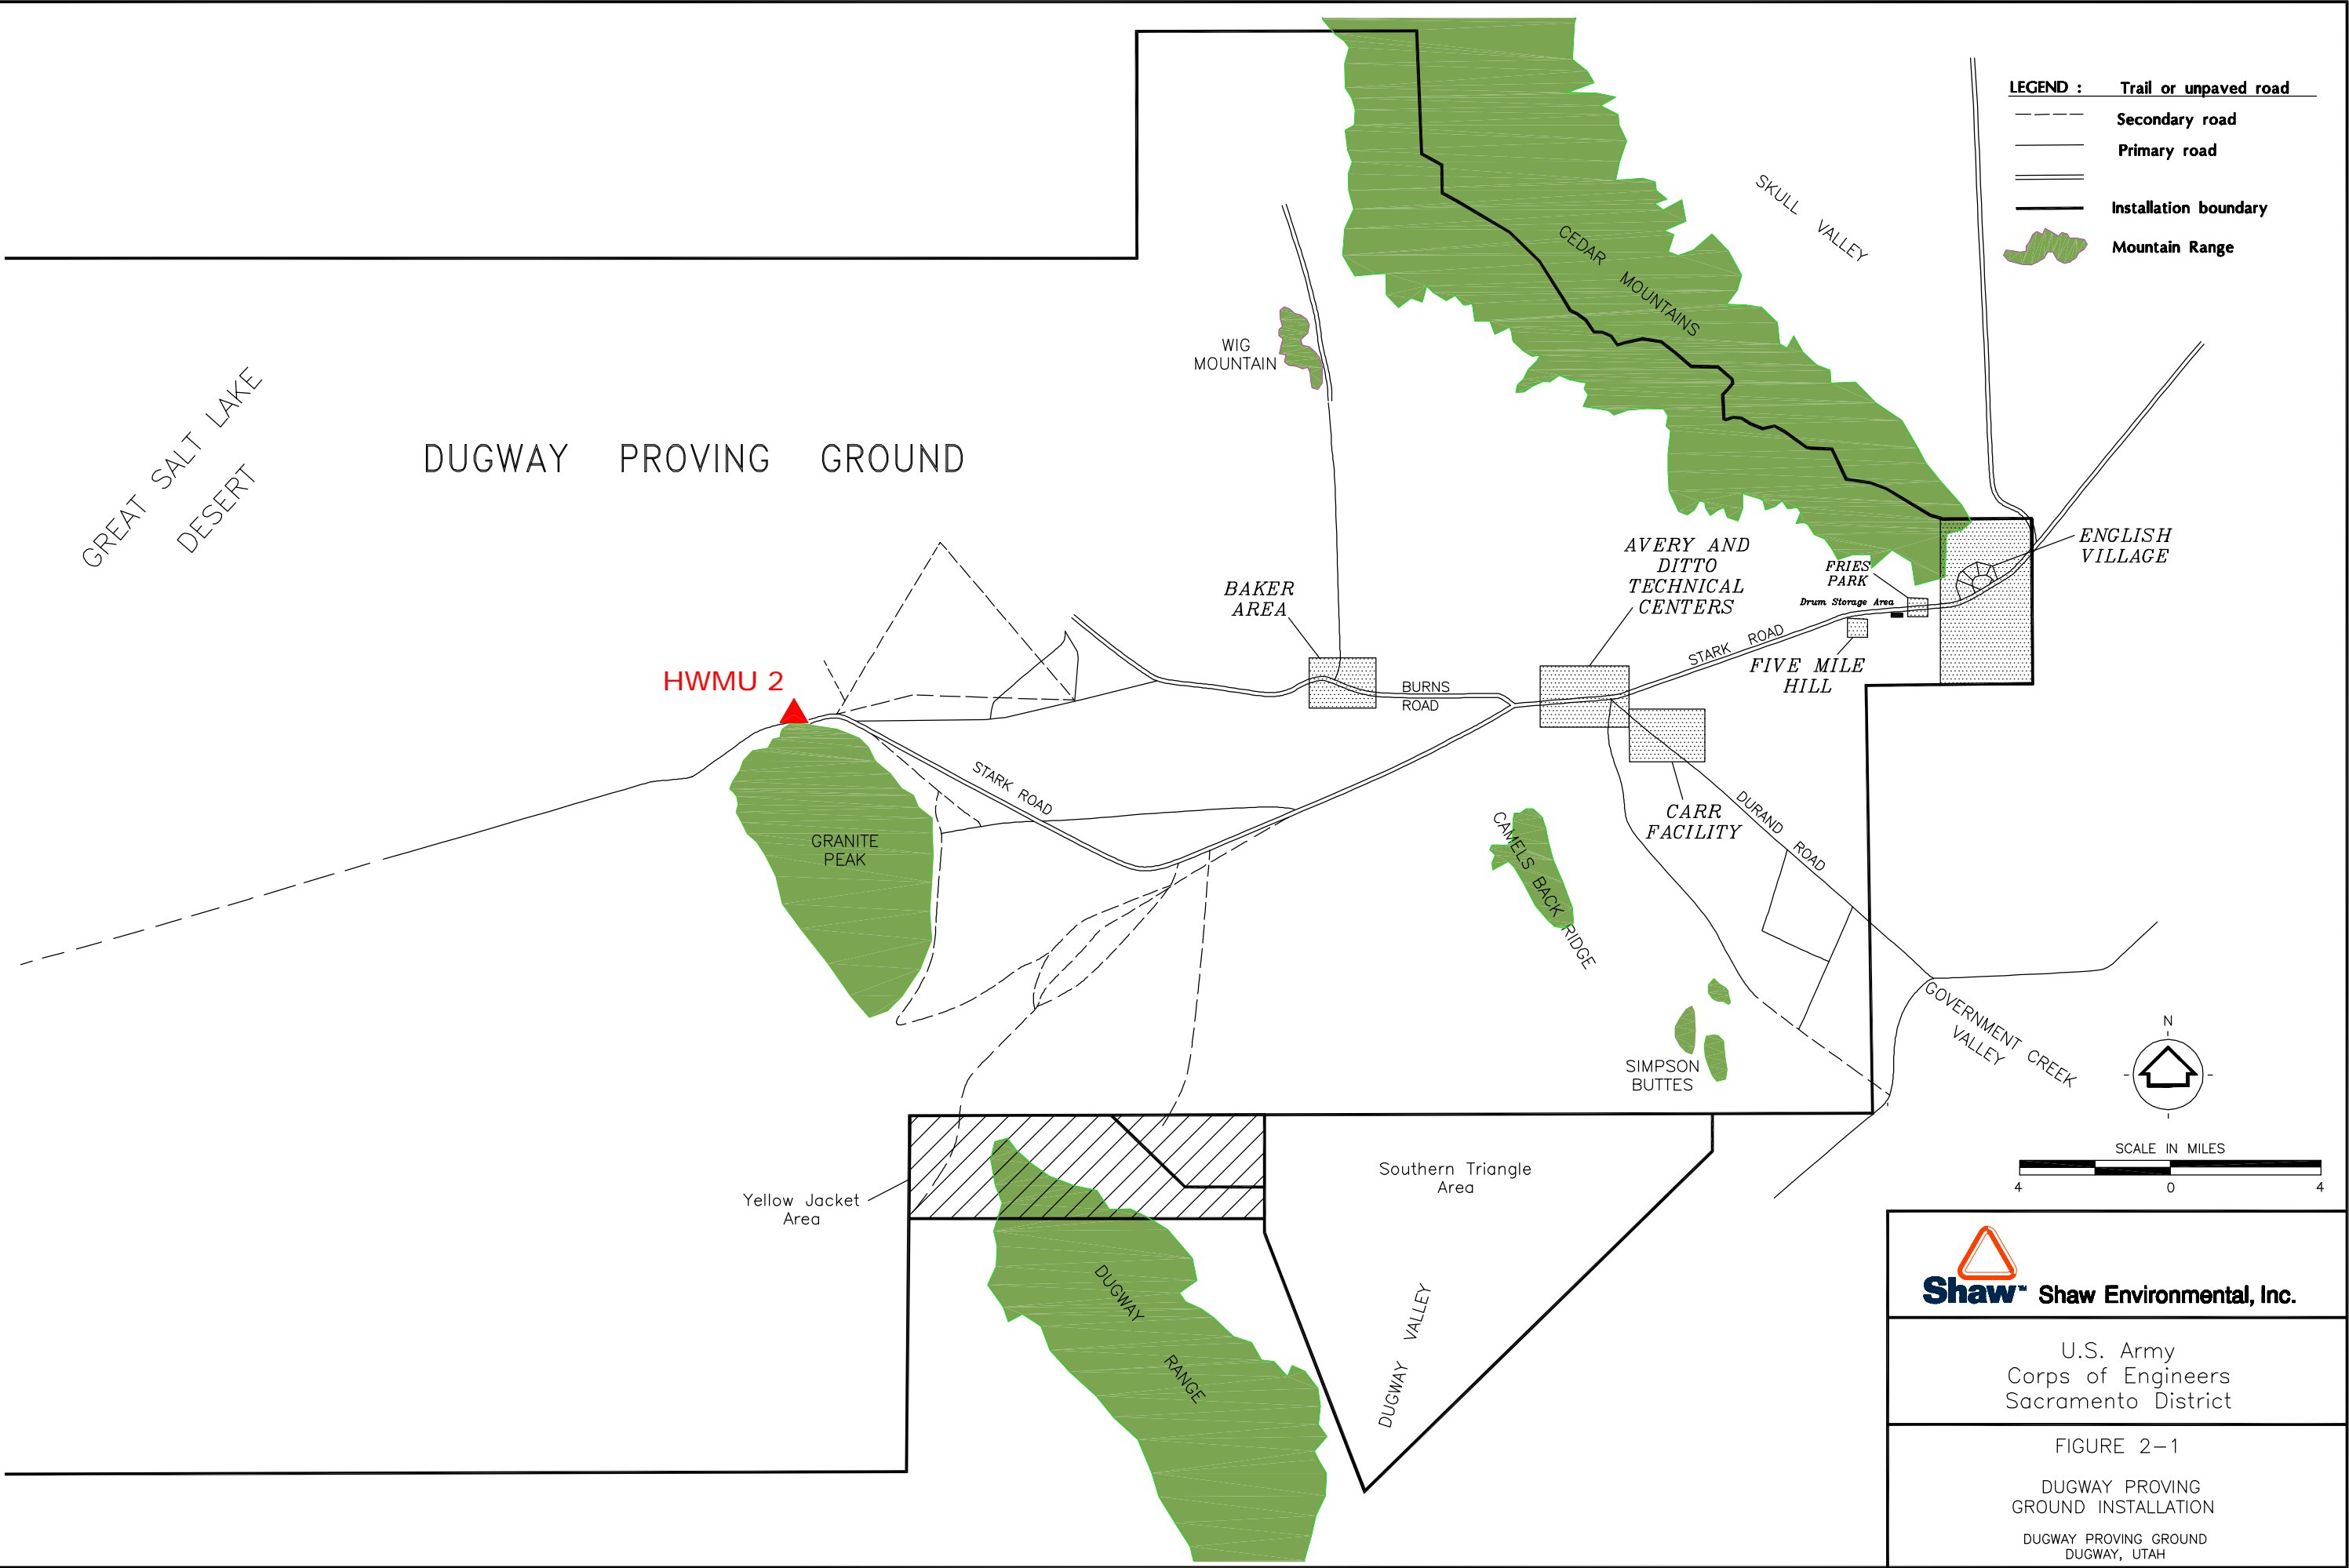 LEGEND : Trail or unpaved road
Secondary road
Primary road
Installation boundary
Mountain Range
SKULL VALLEY
CEDAR MOUNTAINS
WIG
MOUNTAIN
GREAT SALT LAKE
DESERT
DUGWAY PROVING GROUND
ENGLISH
VILLAGE
AVERY AND
DITTO
TECHNICAL
CENTERS
FRIES
PARK
Drum Storage Area
BAKER
AREA
STARK ROAD
FIVE MILE
HILL
HWMU 2
BURNS
ROAD
STARK ROAD
CARR
FACILITY
DURAND ROAD
GRANITE
PEAK
CAMELS BACK RIDGE
GOVERNMENT CREEK
VALLEY
N
SIMPSON
BUTTES
SCALE IN MILES
4 0 4
Southern Triangle
Area
Yellow Jacket
Area
DUGWAY RANGE
DUGWAY VALLEY
Shaw™ Shaw Environmental, Inc.
U.S. Army
Corps of Engineers
Sacramento District
FIGURE 2-1
DUGWAY PROVING
GROUND INSTALLATION
DUGWAY PROVING GROUND
DUGWAY, UTAH